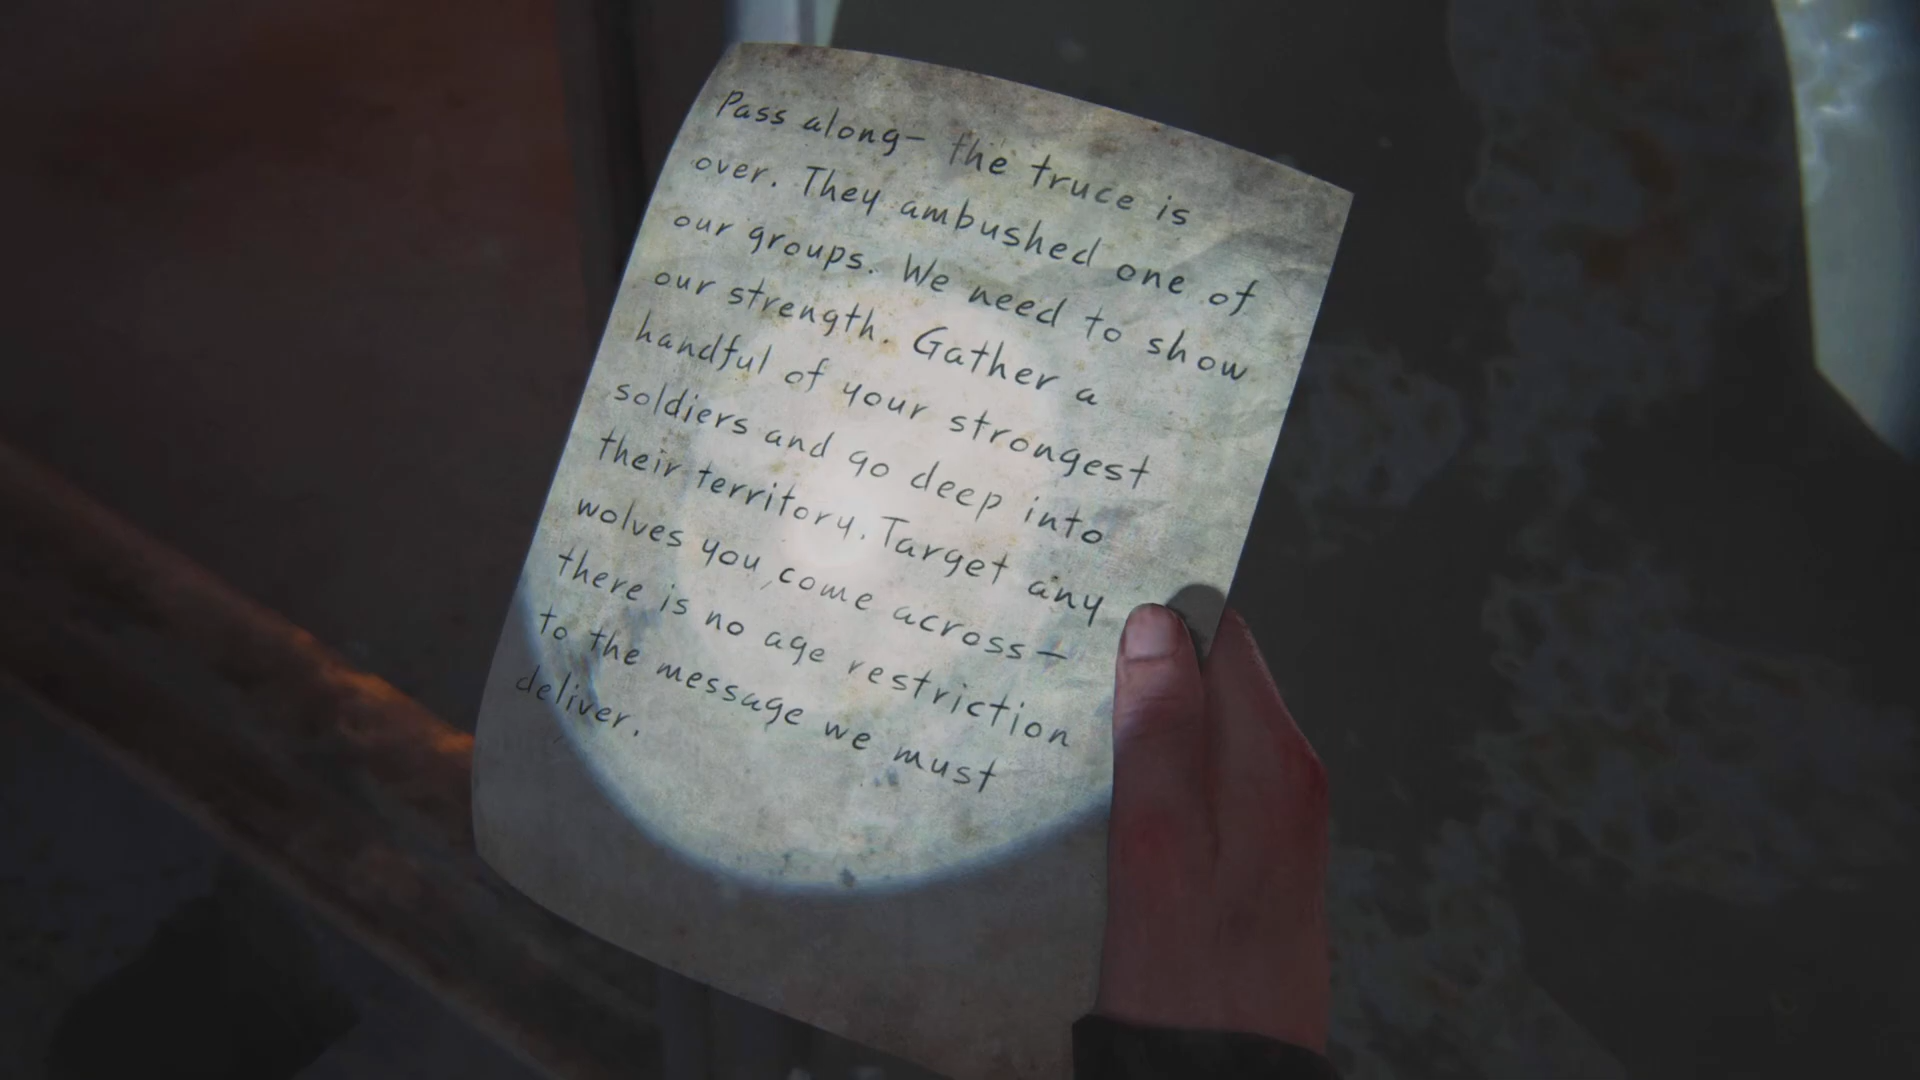 Pass along— the truce is
over. They ambushed one of
our groups. We need to show
our strength. Gather a
handful of your strongest
soldiers and go deep into
their territory. Target any
wolves you come across—
there is no age restriction
to the message we must
deliver.